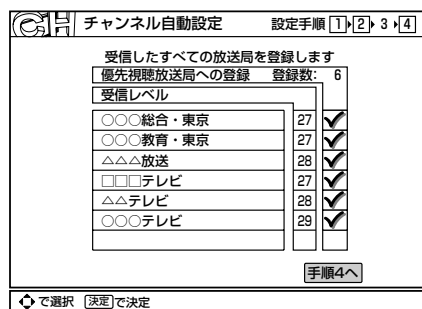 CH チャンネル自動設定 設定手順 1 2 3 4
受信したすべての放送局を登録します
優先視聴放送局への登録 登録数: 6
受信レベル
○○○総合・東京 27 ✓
○○○教育・東京 27 ✓
△△△放送 28 ✓
□□□テレビ 27 ✓
△△テレビ 28 ✓
○○○テレビ 29 ✓
手順4へ
で選択 決定で決定